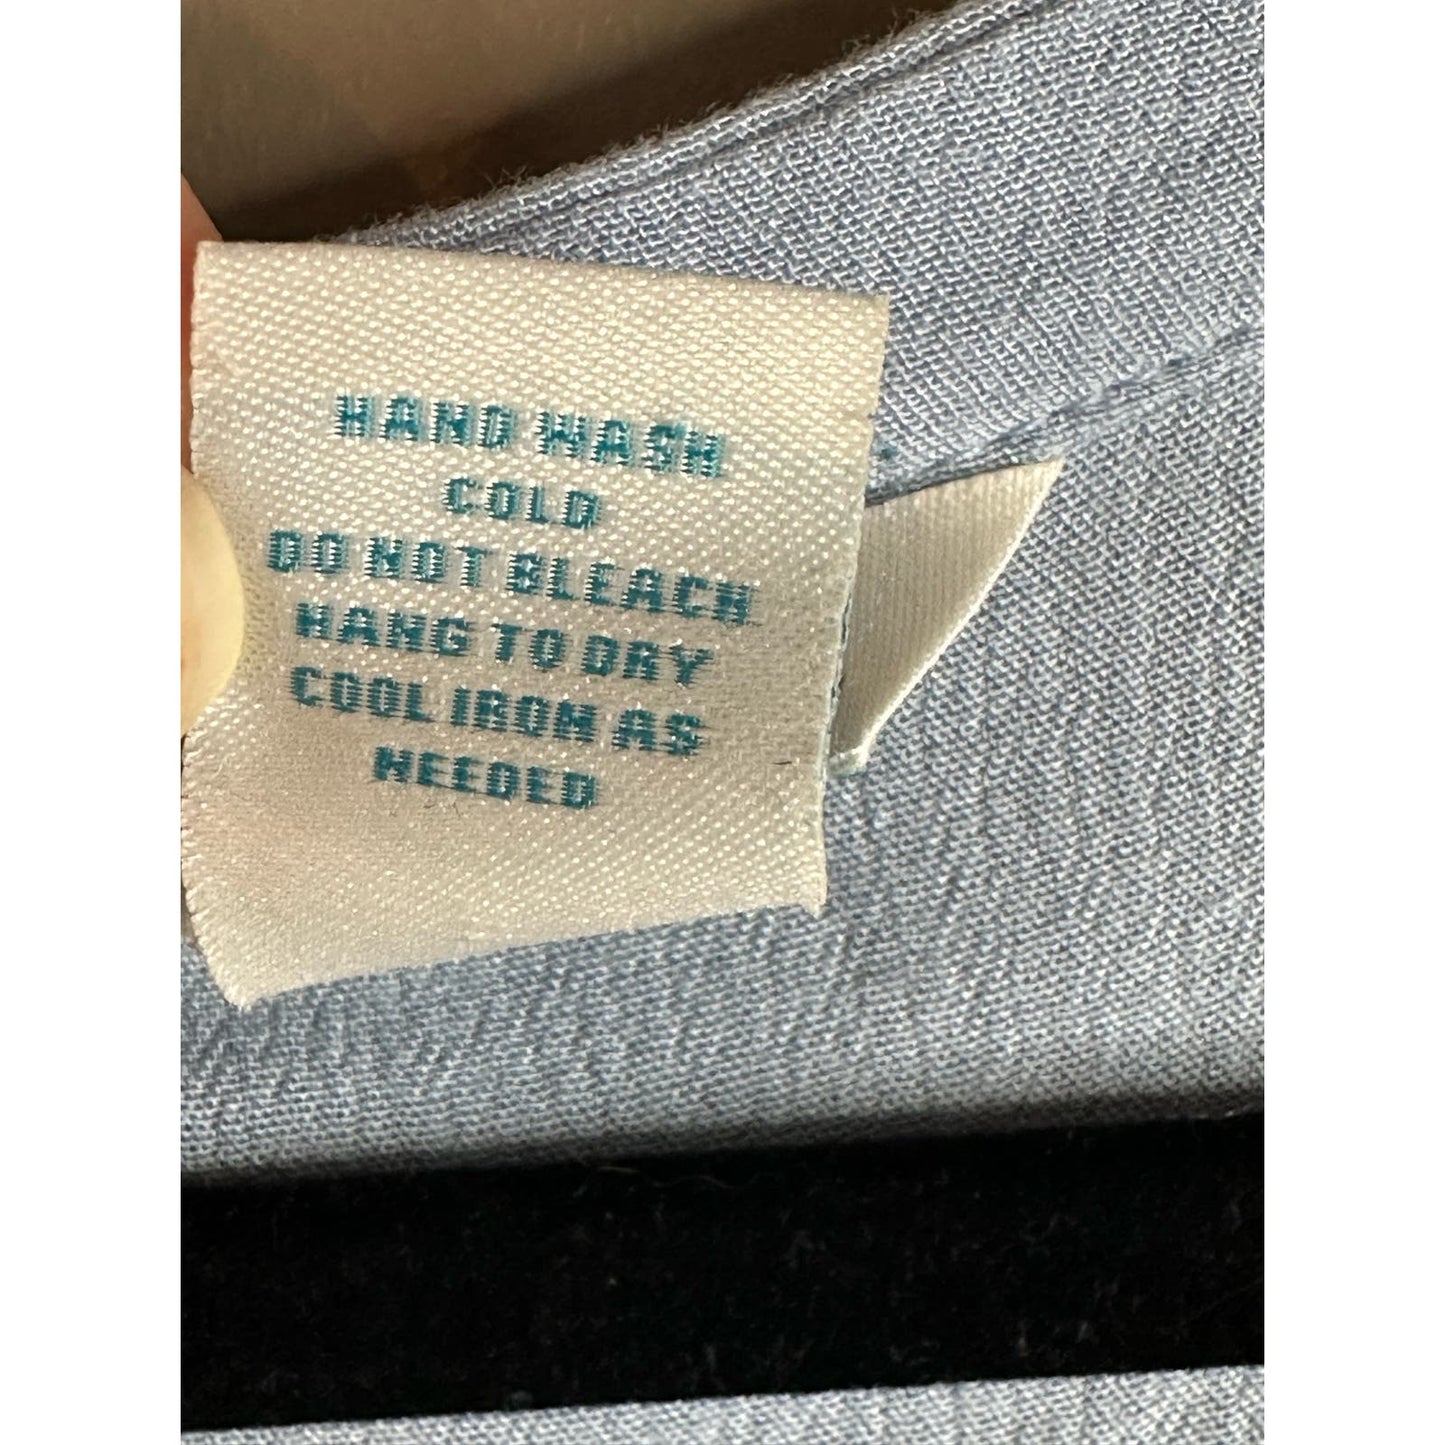 HAND WASH
COLD
DO NOT BLEACH
HANG TO DRY
COOL IRON AS
NEEDED